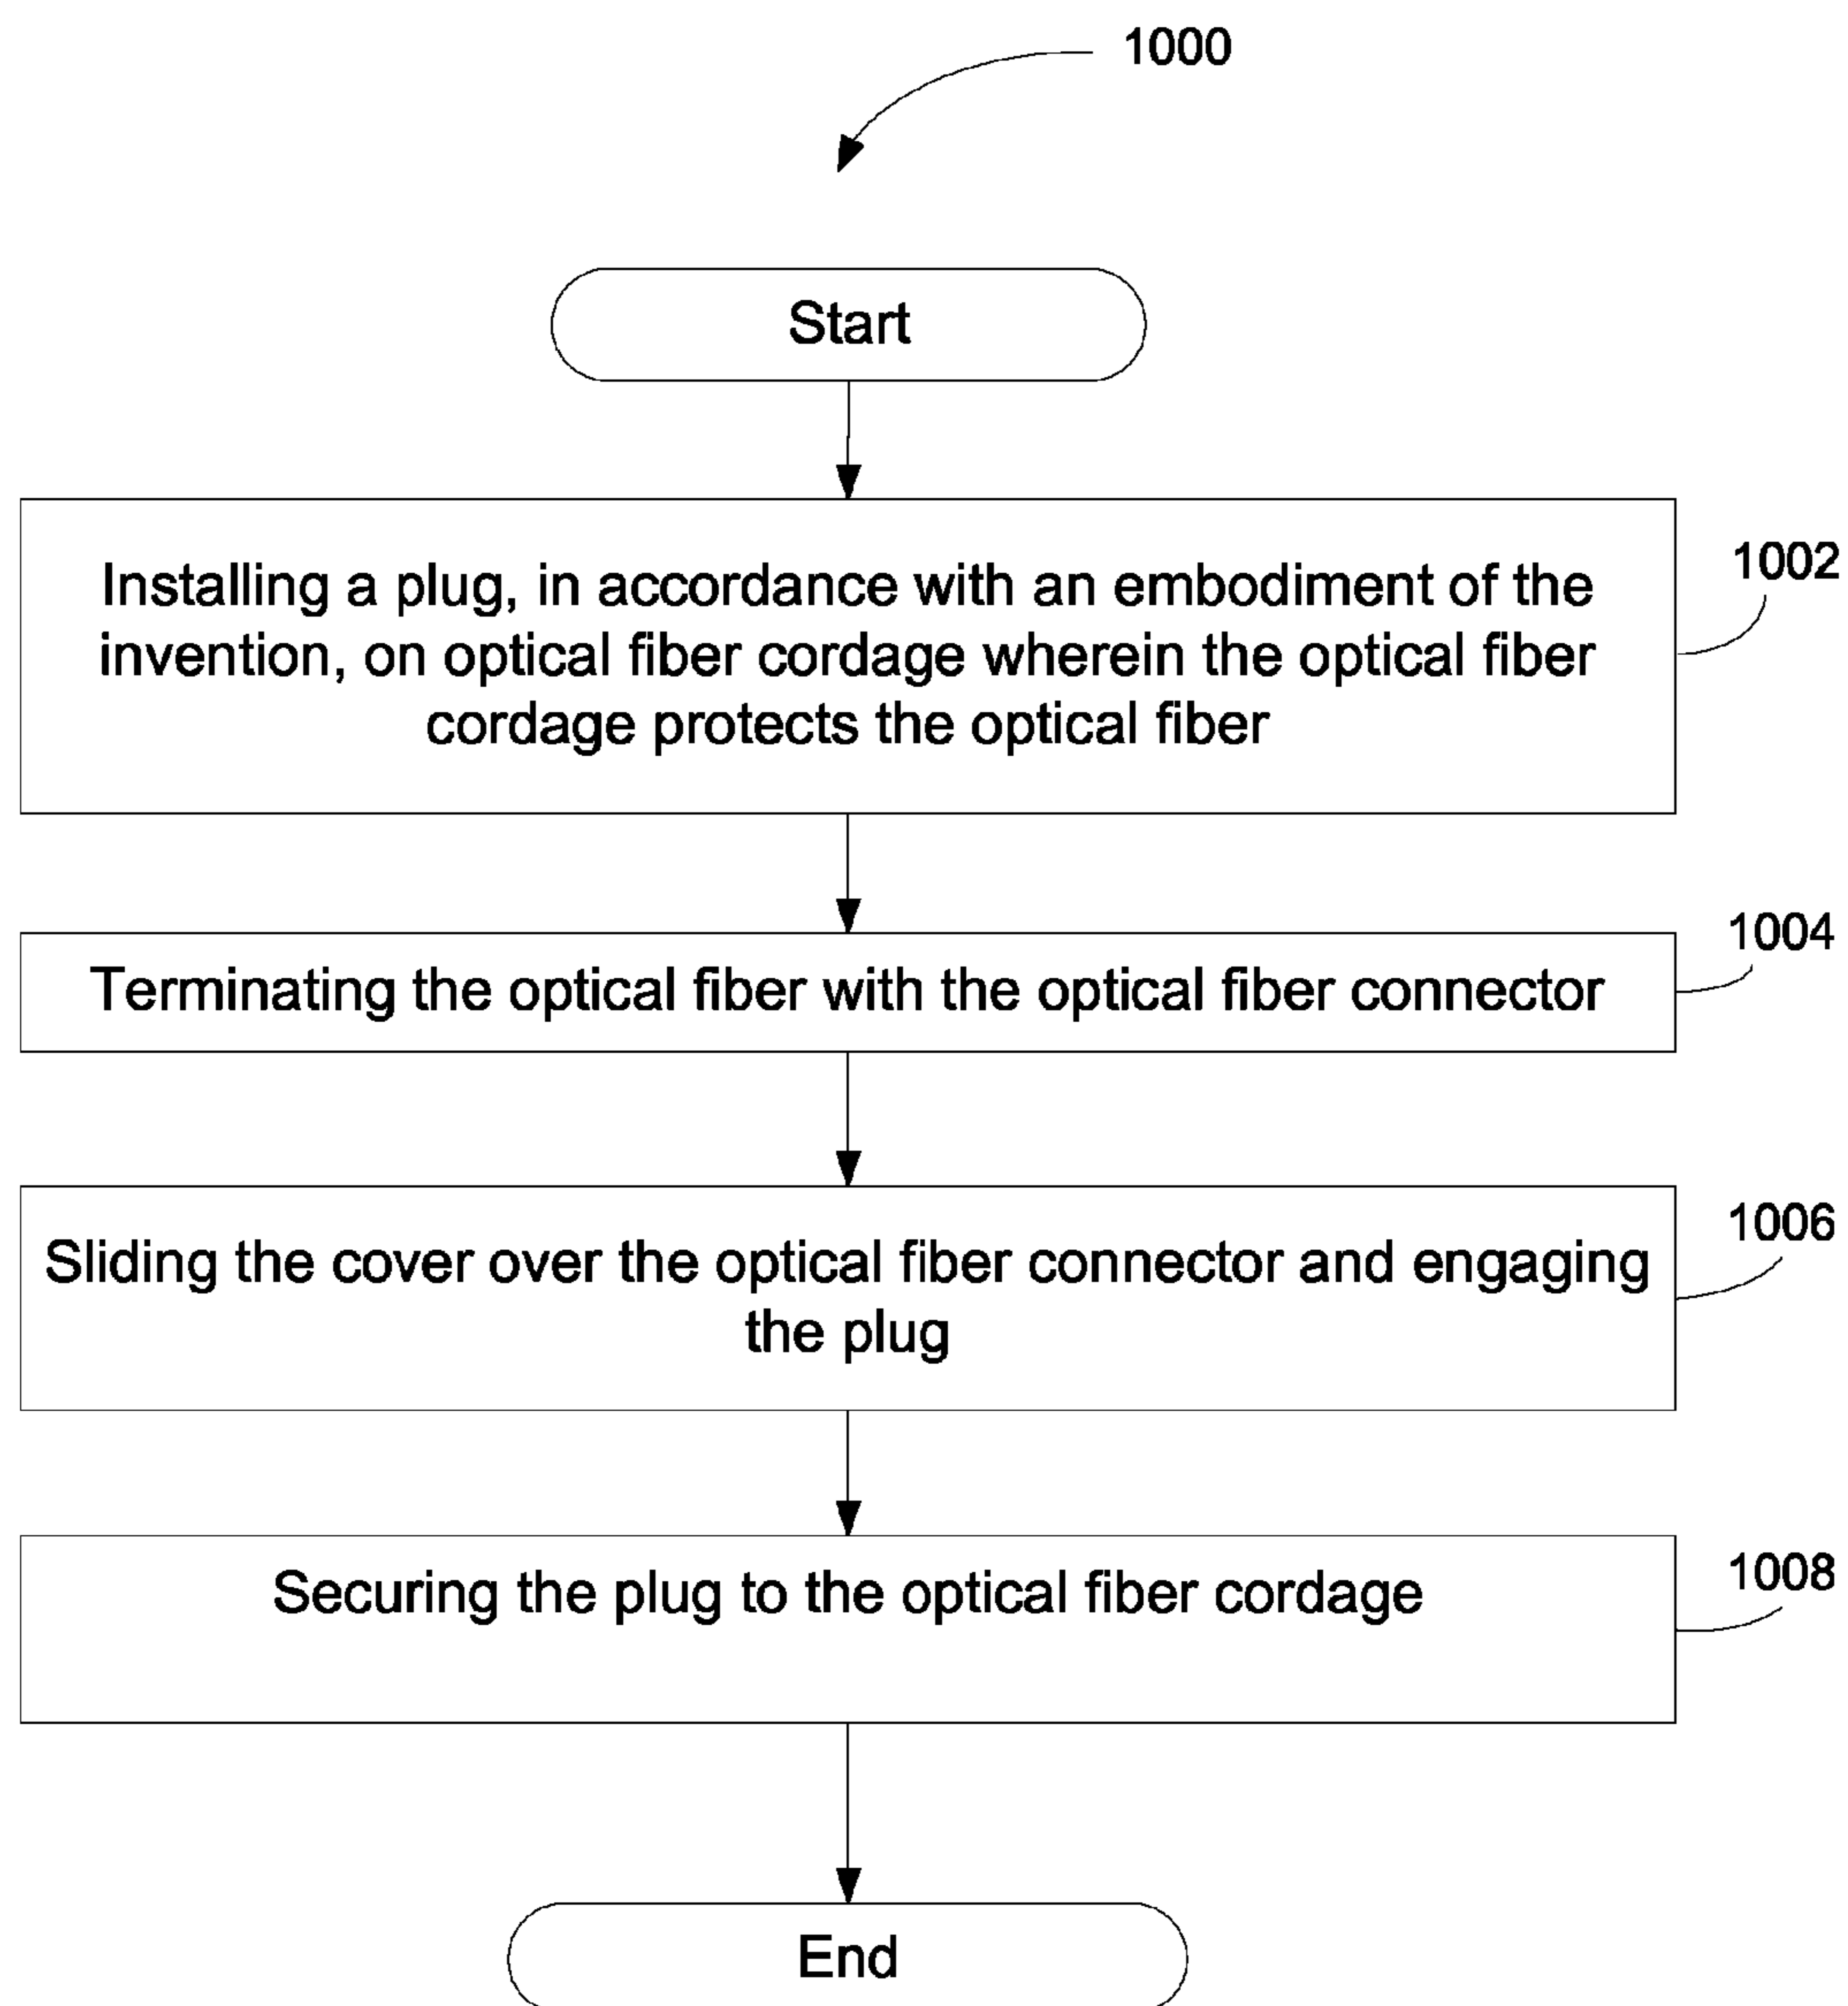 1000
Start
Installing a plug, in accordance with an embodiment of the
invention, on optical fiber cordage wherein the optical fiber
cordage protects the optical fiber
1002
Terminating the optical fiber with the optical fiber connector
1004
Sliding the cover over the optical fiber connector and engaging
the plug
1006
Securing the plug to the optical fiber cordage
1008
End